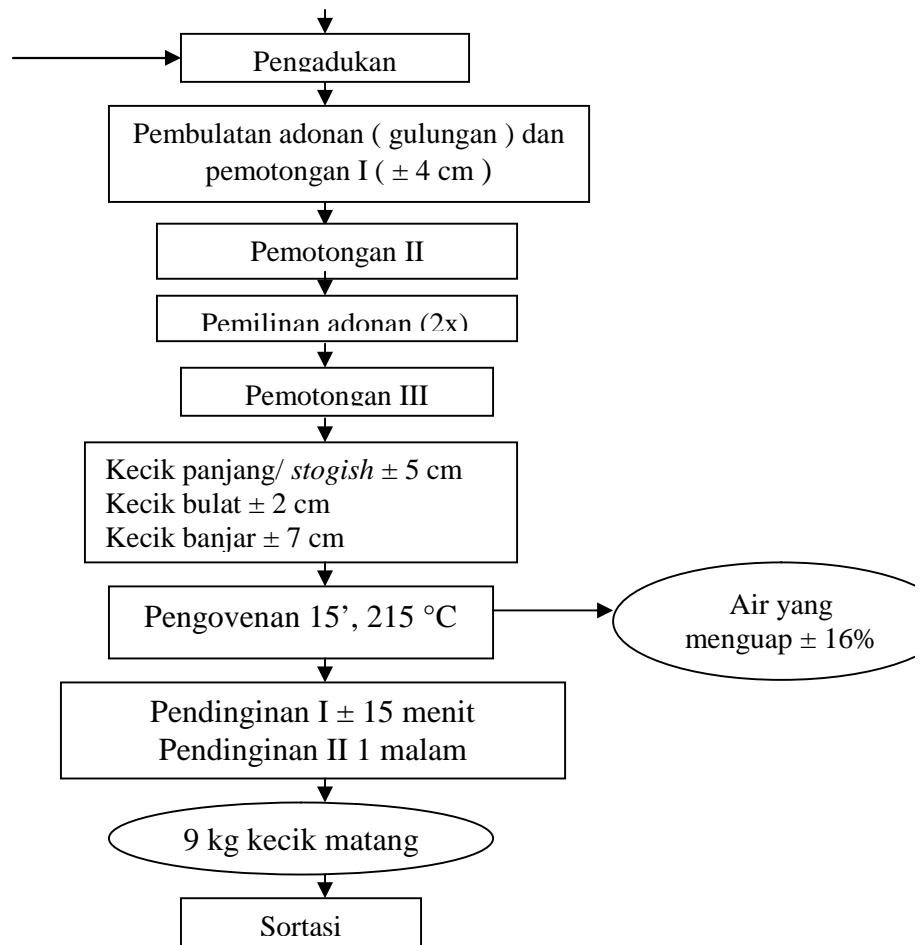 Pengadukan
Pembulatan adonan ( gulungan ) dan
pemotongan I ( ± 4 cm )
Pemotongan II
Pemilinan adonan (2x)
Pemotongan III
Kecik panjang/ stogish ± 5 cm
Kecik bulat ± 2 cm
Kecik banjar ± 7 cm
Pengovenan 15’, 215 °C
Air yang
menguap ± 16%
Pendinginan I ± 15 menit
Pendinginan II 1 malam
9 kg kecik matang
Sortasi